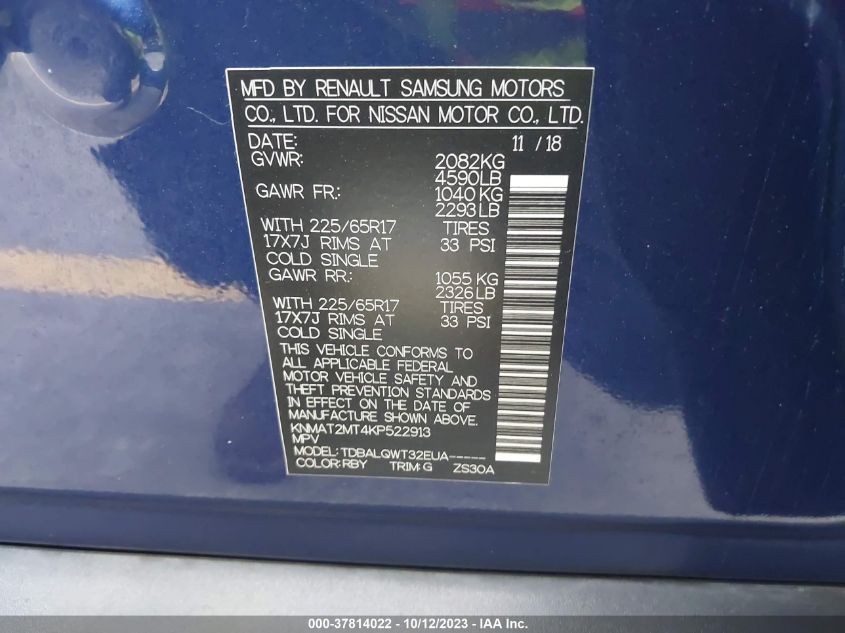 MFD BY RENAULT SAMSUNG MOTORS
CO., LTD. FOR NISSAN MOTOR CO., LTD.
DATE: 11 / 18
GVWR: 2082KG
4590LB
GAWR FR.: 1040 KG
2293LB
WITH 225/65R17 TIRES
17X7J RIMS AT 33 PSI
COLD SINGLE
GAWR RR.: 1055 KG
2326LB
WITH 225/65R17 TIRES
17X7J RIMS AT 33 PSI
COLD SINGLE
THIS VEHICLE CONFORMS TO
ALL APPLICABLE FEDERAL
MOTOR VEHICLE SAFETY AND
THEFT PREVENTION STANDARDS
IN EFFECT ON THE DATE OF
MANUFACTURE SHOWN ABOVE.
KNMAT2MT4KP522913
MPV
MODEL: TDBALQWT32EUA-----
COLOR: RBY TRIM: G ZS30A
000-37814022 - 10/12/2023 - IAA Inc.